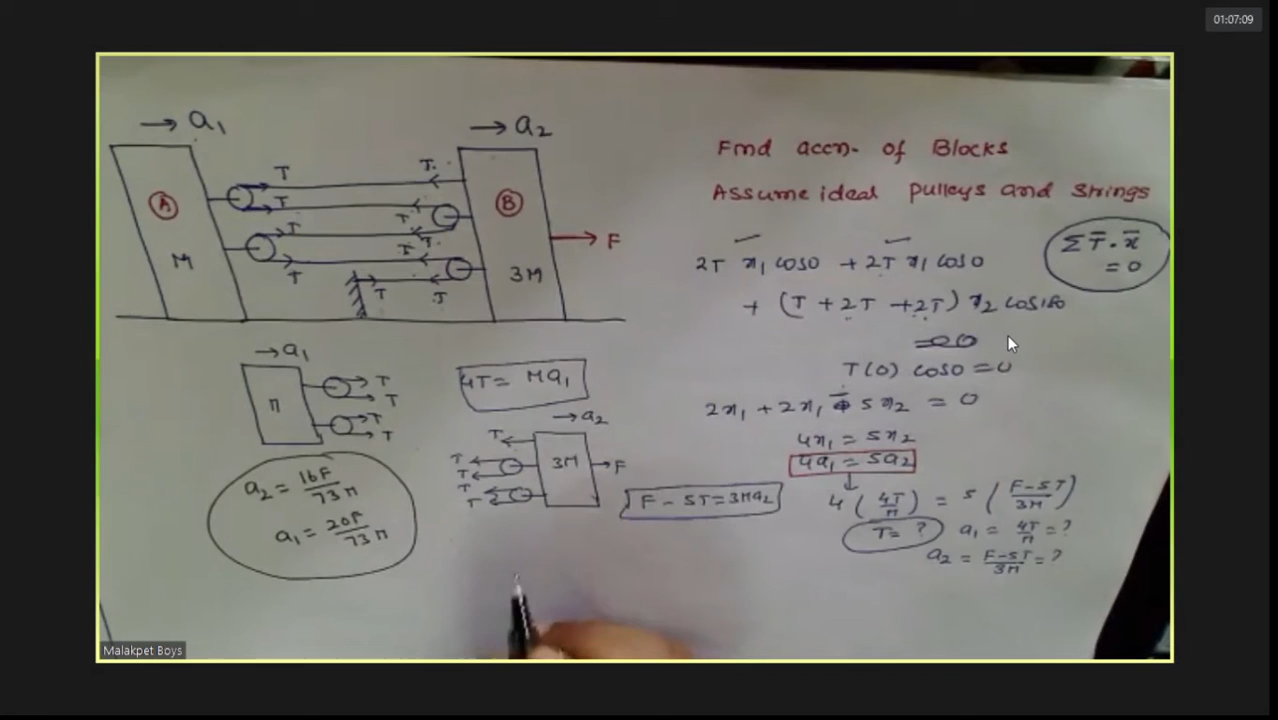 01:07:09
→ a₁
→ a₂
Find accn. of Blocks
Assume ideal pulleys and strings
T T.
T T
T T.
T T
T T.
A
B
M
3M
F
2T x₁ cos0 + 2T x₁ cos0
+ (T + 2T + 2T) x₂ cos180
= 0
Σ T̄ · x̄
= 0
T(0) cos0 = 0
2x₁ + 2x₁ - 5x₂ = 0
4x₁ = 5x₂
4a₁ = 5a₂
4 (4T/M) = 5 (F-5T/3M)
T = ? a₁ = 4T/M = ?
a₂ = F-5T/3M = ?
→ a₁
M
T
T
T
T
4T = Ma₁
→ a₂
T
T
T
T
T
3M
F
F - 5T = 3Ma₂
a₂ = 16F/73M
a₁ = 20F/73M
Malakpet Boys